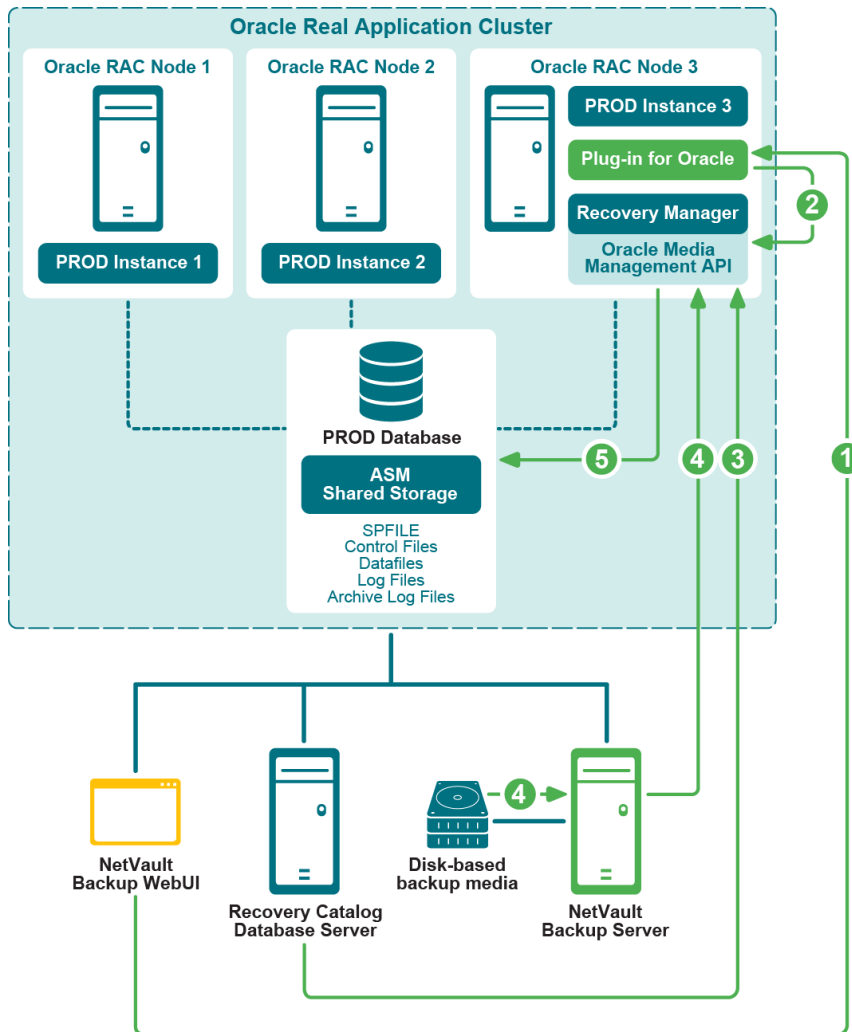 Oracle Real Application Cluster
Oracle RAC Node 1
PROD Instance 1
Oracle RAC Node 2
PROD Instance 2
Oracle RAC Node 3
PROD Instance 3
Plug-in for Oracle
Recovery Manager
Oracle Media
Management API
2
PROD Database
ASM
Shared Storage
SPFILE
Control Files
Datafiles
Log Files
Archive Log Files
5
4
3
1
NetVault
Backup WebUI
Recovery Catalog
Database Server
4
Disk-based
backup media
NetVault
Backup Server